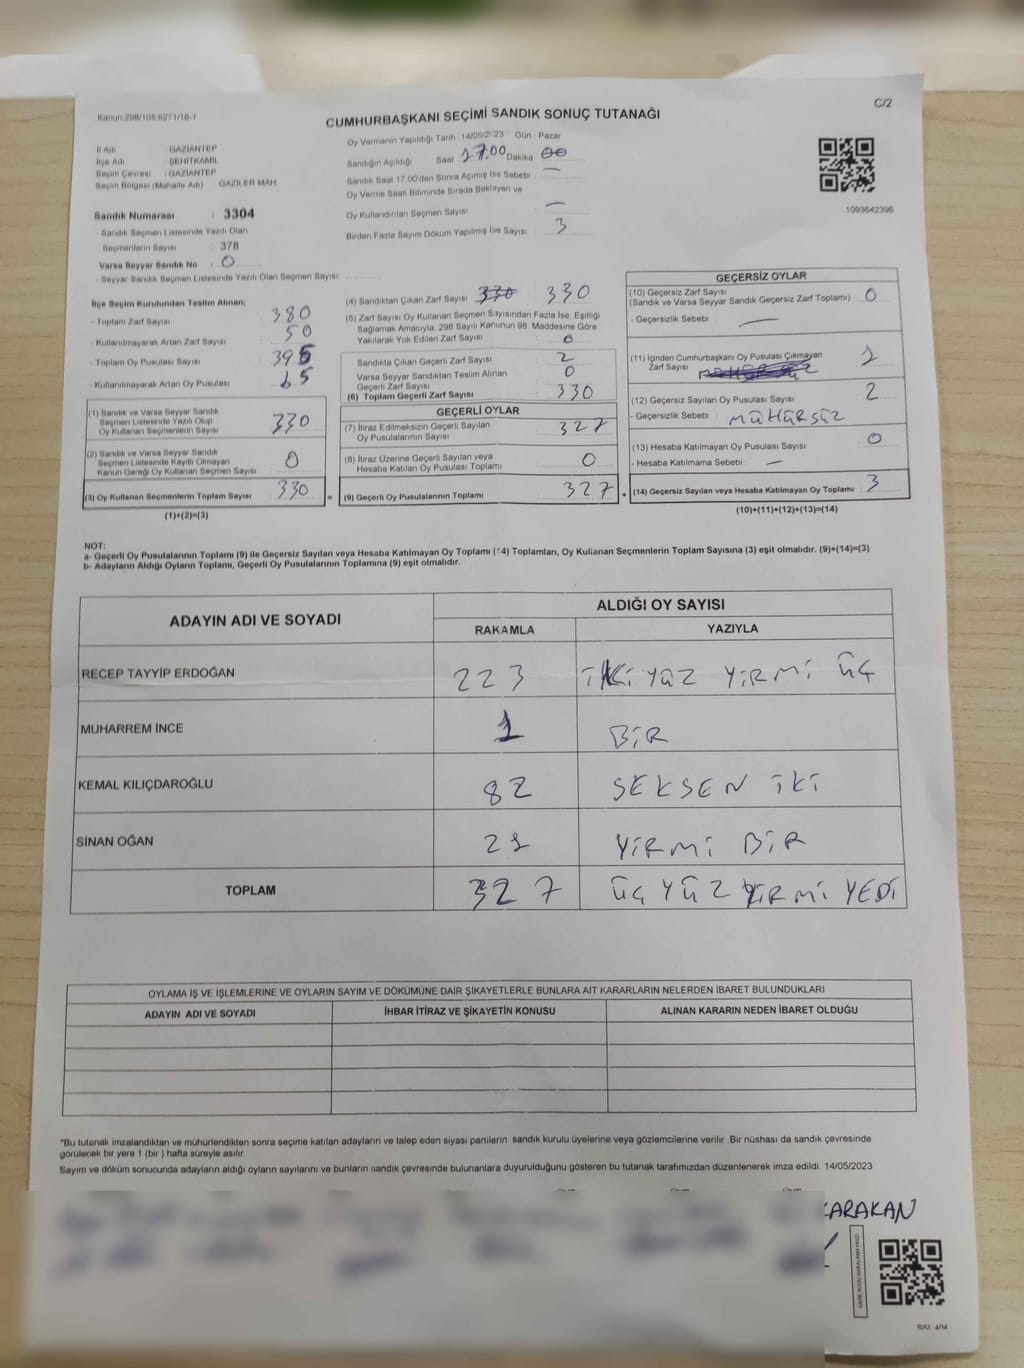 C/2
Kanun:298/105,6271/18-1
CUMHURBAŞKANI SEÇİMİ SANDIK SONUÇ TUTANAĞI
İl Adı : GAZİANTEP
İlçe Adı : ŞEHİTKAMİL
Seçim Çevresi : GAZİANTEP
Seçim Bölgesi (Mahalle Adı) GAZİLER MAH.
Sandık Numarası : 3304
- Sandık Seçmen Listesinde Yazılı Olan
Seçmenlerin Sayısı : 378
Varsa Seyyar Sandık No : 0
- Seyyar Sandık Seçmen Listesinde Yazılı Olan Seçmen Sayısı:
Oy Vermenin Yapıldığı Tarih :14/05/2023 Gün : Pazar
Sandığın Açıldığı Saat 17.00 Dakika 00
Sandık Saat 17:00'den Sonra Açımış İse Sebebi —
Oy Verme Saati Bitiminde Sırada Bekleyen ve
Oy Kullandırılan Seçmen Sayısı —
Birden Fazla Sayım Döküm Yapılmış İse Sayısı 3
1093642396
İlçe Seçim Kurulundan Teslim Alınan;
- Toplam Zarf Sayısı 380
- Kullanılmayarak Artan Zarf Sayısı 50
- Toplam Oy Pusulası Sayısı 395
- Kullanılmayarak Artan Oy Pusulası 65
(1) Sandık ve Varsa Seyyar Sandık
Seçmen Listesinde Yazılı Olup
Oy Kullanan Seçmenlerin Sayısı 330
(2) Sandık ve Varsa Seyyar Sandık
Seçmen Listesinde Kayıtlı Olmayan
Kanun Gereği Oy Kullanan Seçmen Sayısı 0
(3) Oy Kullanan Seçmenlerin Toplam Sayısı 330 =
(1)+(2)=(3)
(4) Sandıktan Çıkan Zarf Sayısı 330 330
(5) Zarf Sayısı Oy Kullanan Seçmen Sayısından Fazla İse, Eşitliği
Sağlamak Amacıyla, 298 Sayılı Kanunun 98. Maddesine Göre
Yakılarak Yok Edilen Zarf Sayısı 0
Sandıkta Çıkan Geçerli Zarf Sayısı 2
Varsa Seyyar Sandıktan Teslim Alınan
Geçerli Zarf Sayısı 0
(6) Toplam Geçerli Zarf Sayısı 330
GEÇERLİ OYLAR
(7) İtiraz Edilmeksizin Geçerli Sayılan
Oy Pusulalarının Sayısı 327
(8) İtiraz Üzerine Geçerli Sayılan veya
Hesaba Katılan Oy Pusulası Toplamı 0
(9) Geçerli Oy Pusulalarının Toplamı 327 +
GEÇERSİZ OYLAR
(10) Geçersiz Zarf Sayısı
(Sandık ve Varsa Seyyar Sandık Geçersiz Zarf Toplamı) 0
- Geçersizlik Sebebi —
(11) İçinden Cumhurbaşkanı Oy Pusulası Çıkmayan
Zarf Sayısı 1
(12) Geçersiz Sayılan Oy Pusulası Sayısı 2
- Geçersizlik Sebebi : MÜHÜRSÜZ
(13) Hesaba Katılmayan Oy Pusulası Sayısı 0
- Hesaba Katılmama Sebebi : —
(14) Geçersiz Sayılan veya Hesaba Katılmayan Oy Toplamı 3
(10)+(11)+(12)+(13)=(14)
NOT:
a- Geçerli Oy Pusulalarının Toplamı (9) ile Geçersiz Sayılan veya Hesaba Katılmayan Oy Toplamı (14) Toplamları, Oy Kullanan Seçmenlerin Toplam Sayısına (3) eşit olmalıdır. (9)+(14)=(3)
b- Adayların Aldığı Oyların Toplamı, Geçerli Oy Pusulalarının Toplamına (9) eşit olmalıdır.
ADAYIN ADI VE SOYADI ALDIĞI OY SAYISI
RAKAMLA YAZIYLA
RECEP TAYYİP ERDOĞAN 223 İKİ YÜZ YİRMİ ÜÇ
MUHARREM İNCE 1 BİR
KEMAL KILIÇDAROĞLU 82 SEKSEN İKİ
SİNAN OĞAN 21 YİRMİ BİR
TOPLAM 327 ÜÇ YÜZ YİRMİ YEDİ
OYLAMA İŞ VE İŞLEMLERİNE VE OYLARIN SAYIM VE DÖKÜMÜNE DAİR ŞİKAYETLERLE BUNLARA AİT KARARLARIN NELERDEN İBARET BULUNDUKLARI
ADAYIN ADI VE SOYADI İHBAR İTİRAZ VE ŞİKAYETİN KONUSU ALINAN KARARIN NEDEN İBARET OLDUĞU
*Bu tutanak imzalandıktan ve mühürlendikten sonra seçime katılan adayların ve talep eden siyasi partilerin sandık kurulu üyelerine veya gözlemcilerine verilir .Bir nüshası da sandık çevresinde
görülecek bir yere 1 (bir ) hafta süreyle asılır.
Sayım ve döküm sonucunda adayların aldığı oyların sayılarını ve bunların sandık çevresinde bulunanlara duyurulduğunu gösteren bu tutanak tarafımızdan düzenlenerek imza edildi. 14/05/2023
KARAKAN